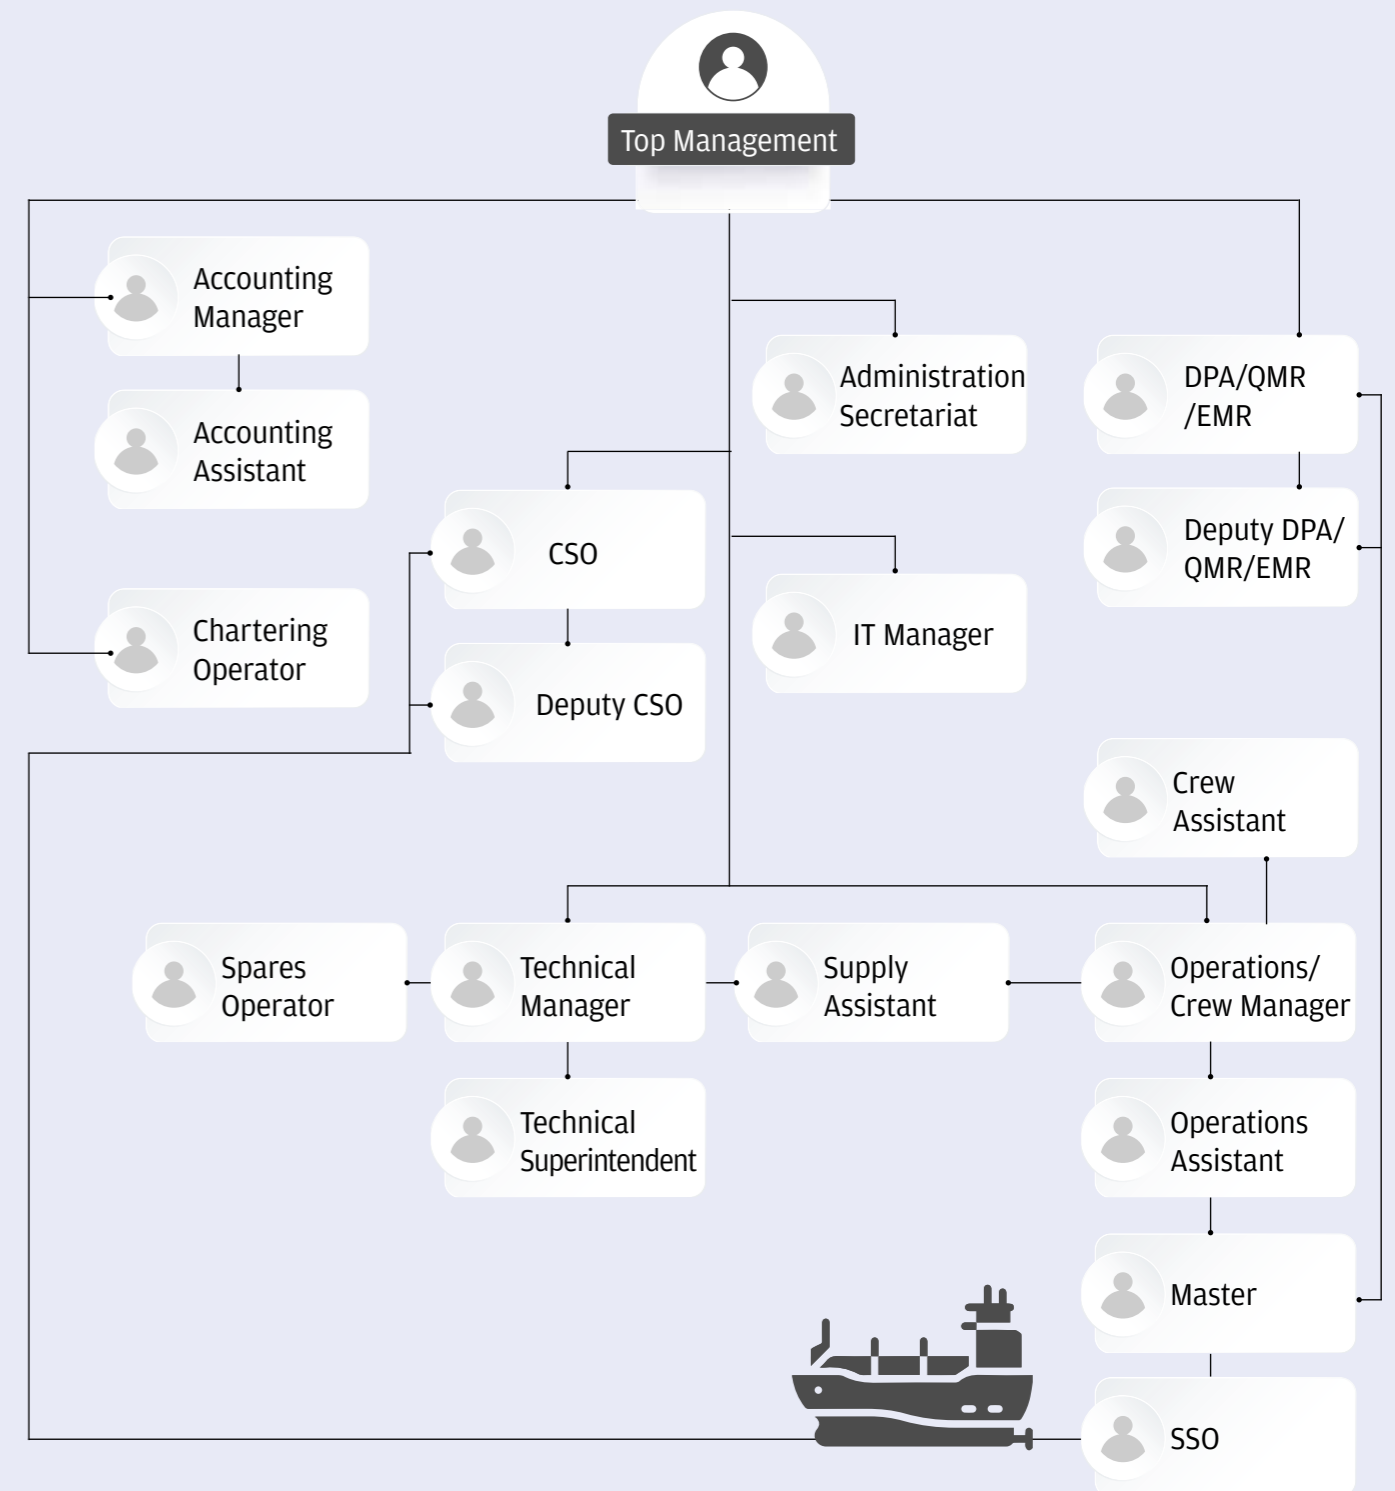 Top Management
Accounting
Manager
Accounting
Assistant
Chartering
Operator
CSO
Deputy CSO
Administration
Secretariat
IT Manager
DPA/QMR
/EMR
Deputy DPA/
QMR/EMR
Crew
Assistant
Spares
Operator
Technical
Manager
Supply
Assistant
Operations/
Crew Manager
Technical
Superintendent
Operations
Assistant
Master
SSO